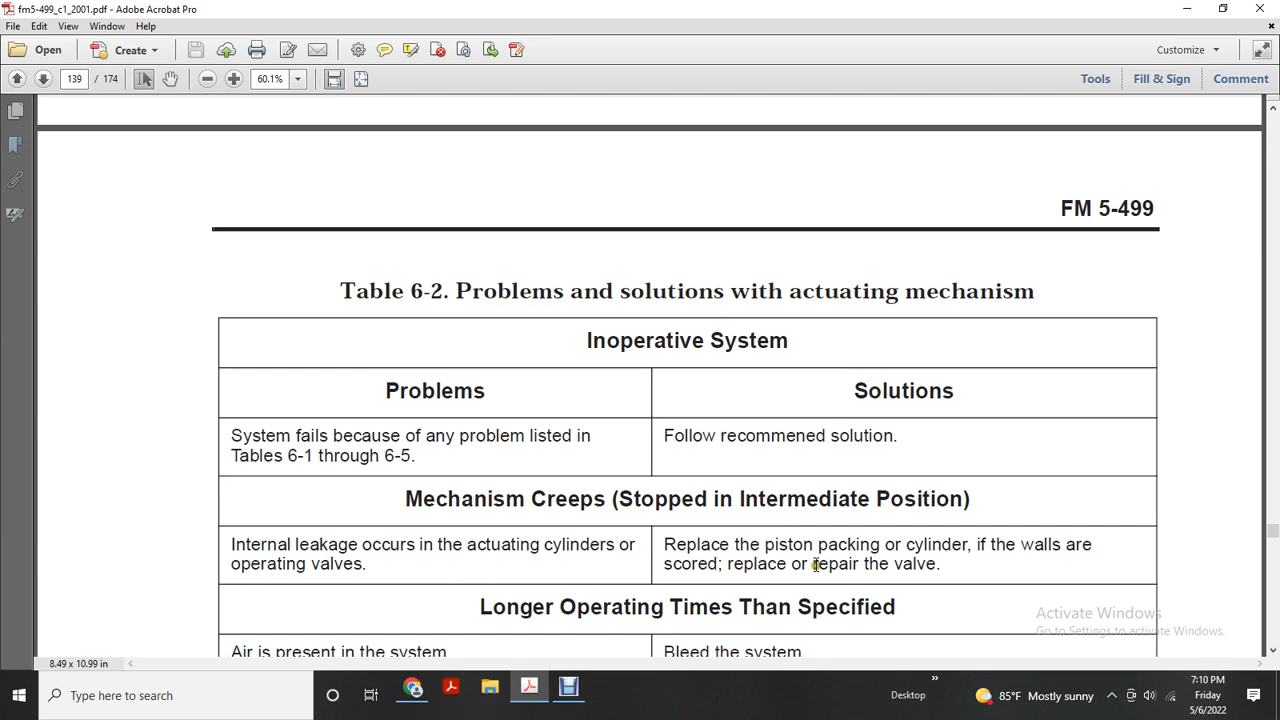 fm5-499_c1_2001.pdf - Adobe Acrobat Pro
File Edit View Window Help
Open Create Customize
139 / 174 60.1% Tools Fill & Sign Comment
FM 5-499
Table 6-2. Problems and solutions with actuating mechanism
Inoperative System
Problems Solutions
System fails because of any problem listed in
Tables 6-1 through 6-5.
Follow recommened solution.
Mechanism Creeps (Stopped in Intermediate Position)
Internal leakage occurs in the actuating cylinders or
operating valves.
Replace the piston packing or cylinder, if the walls are
scored; replace or repair the valve.
Longer Operating Times Than Specified
Air is present in the system Bleed the system
Activate Windows
Go to Settings to activate Windows.
8.49 x 10.99 in
Type here to search
Desktop
85°F Mostly sunny
7:10 PM
Friday
5/6/2022